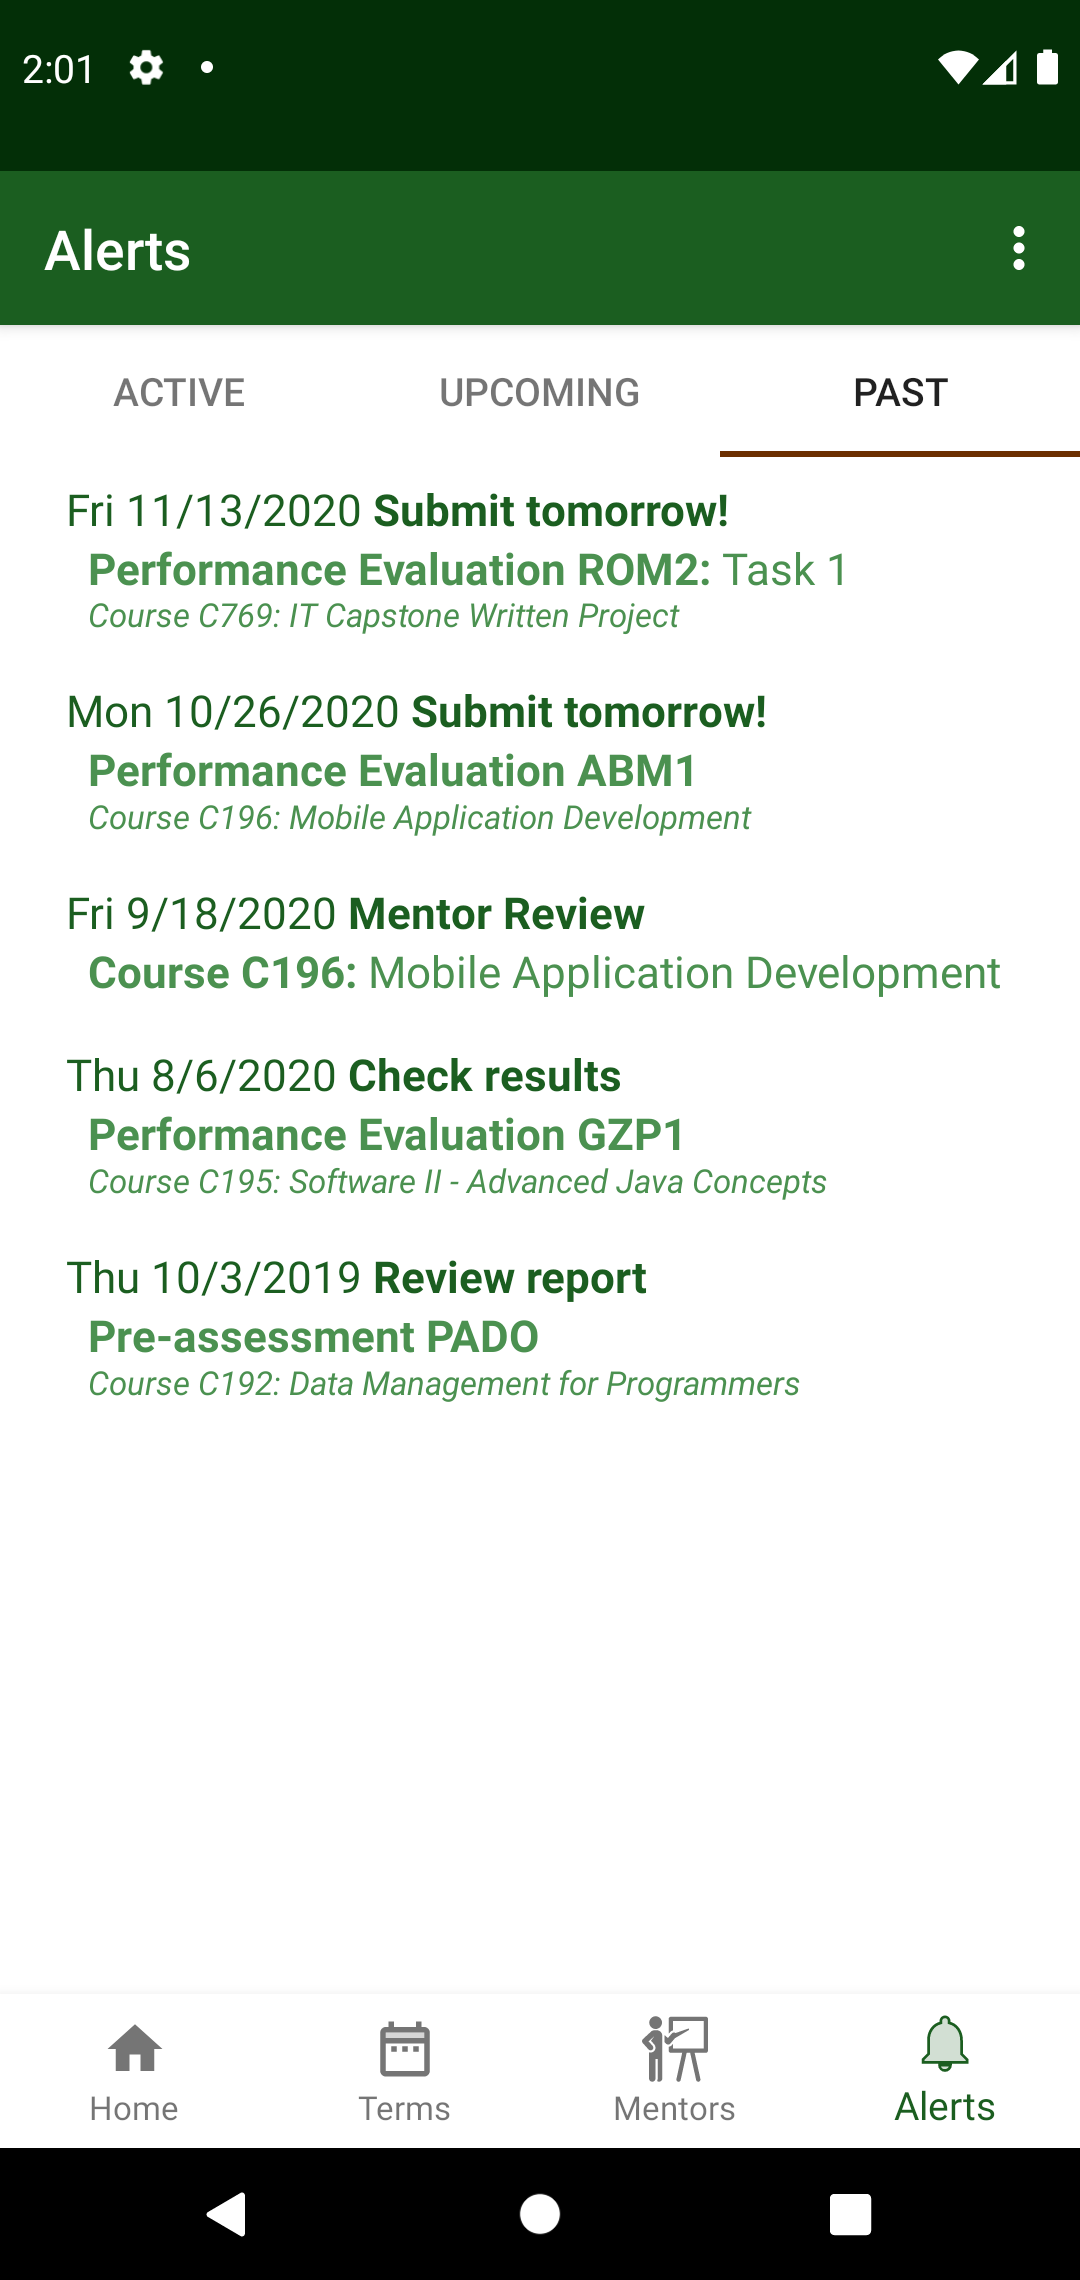 2:01
Alerts
ACTIVE UPCOMING PAST
Fri 11/13/2020 Submit tomorrow!
Performance Evaluation ROM2: Task 1
Course C769: IT Capstone Written Project
Mon 10/26/2020 Submit tomorrow!
Performance Evaluation ABM1
Course C196: Mobile Application Development
Fri 9/18/2020 Mentor Review
Course C196: Mobile Application Development
Thu 8/6/2020 Check results
Performance Evaluation GZP1
Course C195: Software II - Advanced Java Concepts
Thu 10/3/2019 Review report
Pre-assessment PADO
Course C192: Data Management for Programmers
Home Terms Mentors Alerts